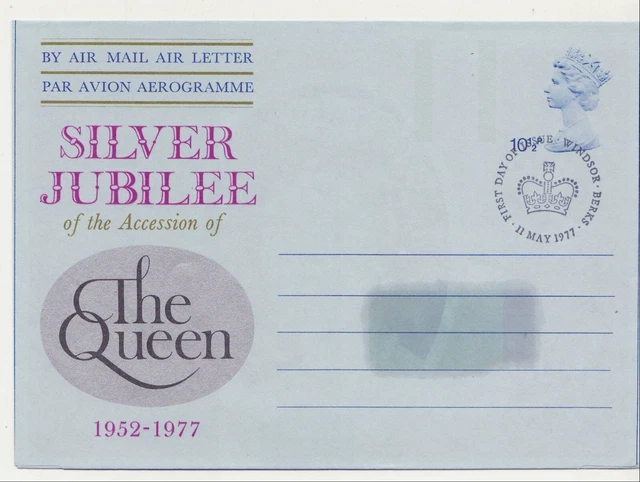 BY AIR MAIL AIR LETTER
PAR AVION AEROGRAMME
SILVER
JUBILEE
of the Accession of
The
Queen
1952-1977
10½P
FIRST DAY OF ISSUE · WINDSOR · BERKS ·
11 MAY 1977